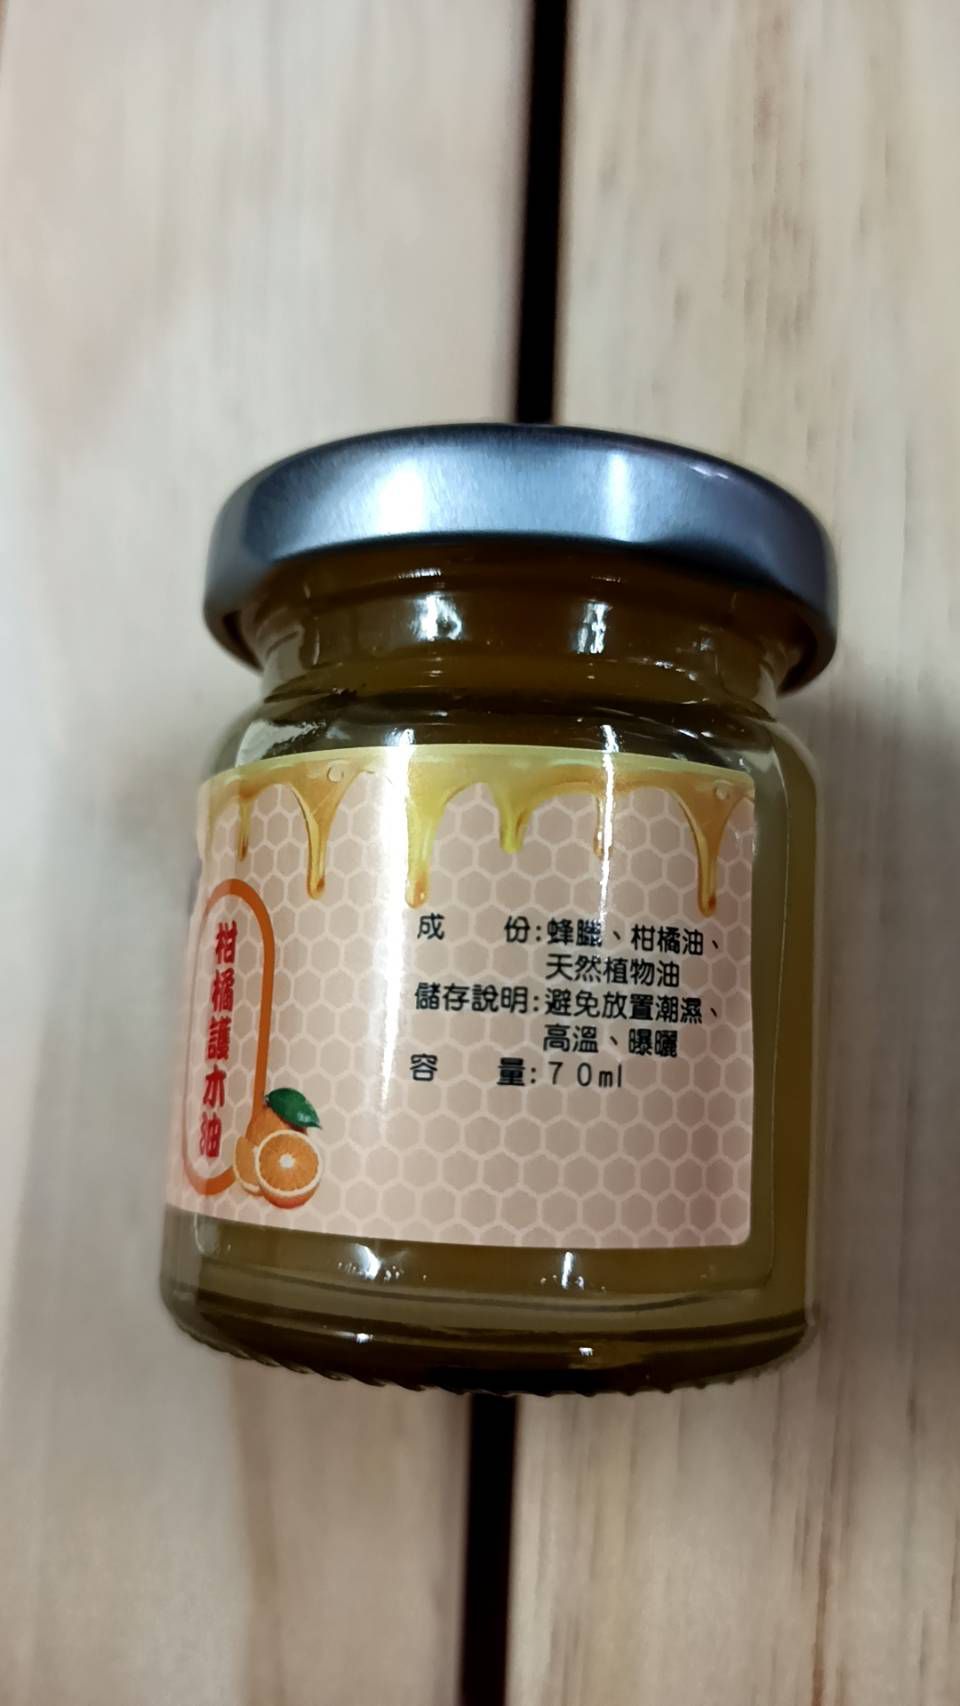 柑橘護木油
成　　份:蜂臘、柑橘油、
天然植物油
儲存說明:避免放置潮濕、
高溫、曝曬
容　　量:70ml